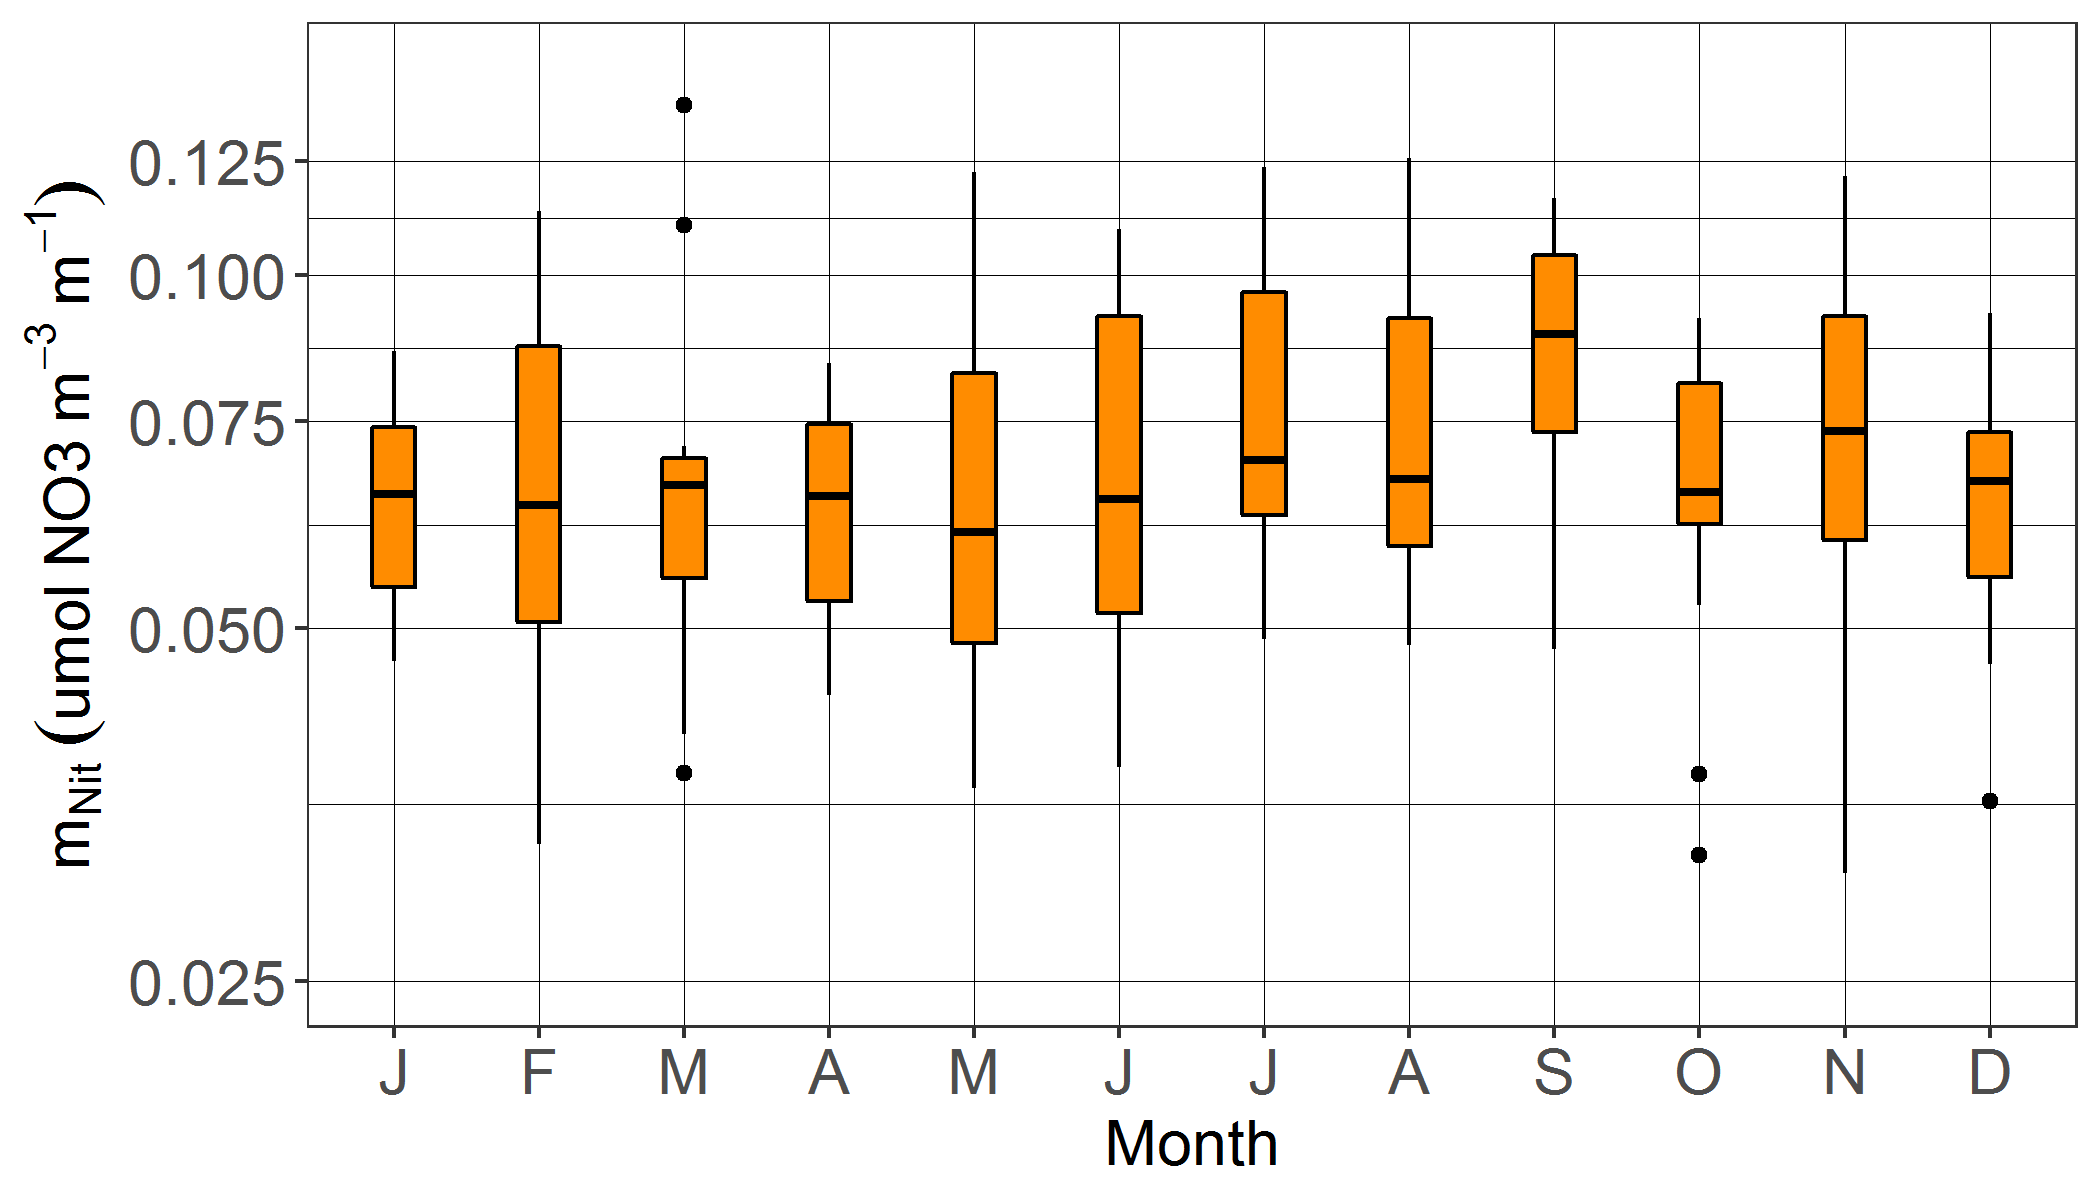 m_Nit (umol NO3 m^−3 m^−1)
0.125
0.100
0.075
0.050
0.025
J F M A M J J A S O N D
Month